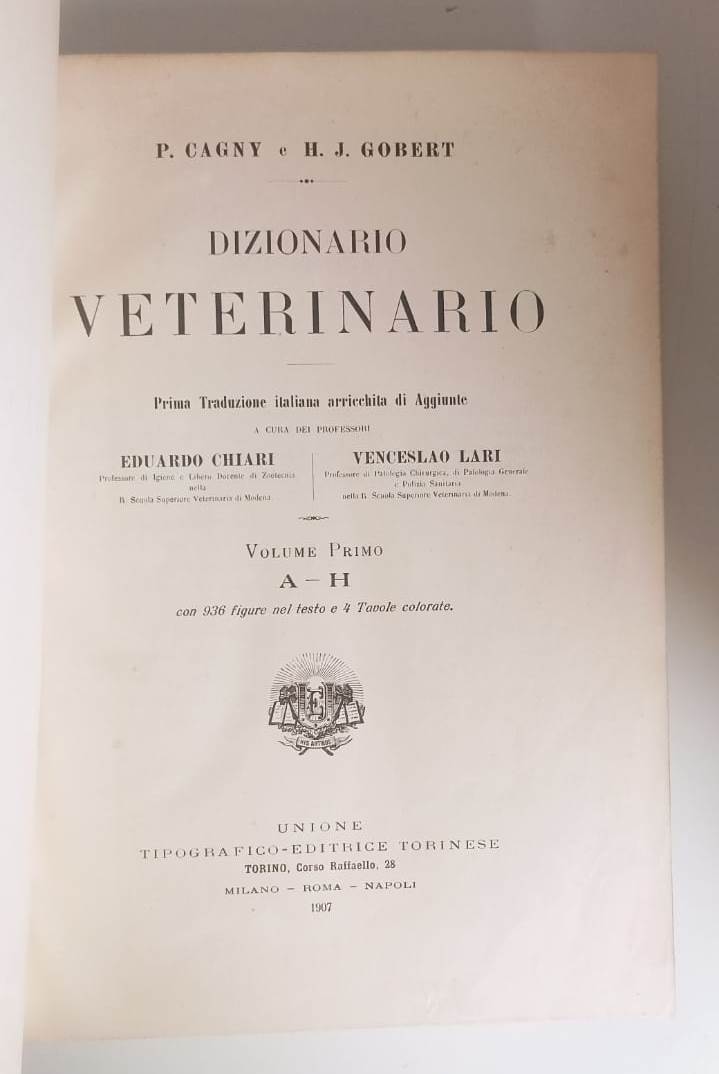 P. CAGNY e H. J. GOBERT
DIZIONARIO
VETERINARIO
Prima Traduzione italiana arricchita di Aggiunte
A CURA DEI PROFESSORI
EDUARDO CHIARI
Professore di Igiene e Libero Docente di Zootecnia
nella
R. Scuola Superiore Veterinaria di Modena.
VENCESLAO LARI
Professore di Patologia Chirurgica, di Patologia Generale
e Polizia Sanitaria
nella R. Scuola Superiore Veterinaria di Modena.
VOLUME PRIMO
A – H
con 936 figure nel testo e 4 Tavole colorate.
UNIONE
TIPOGRAFICO-EDITRICE TORINESE
TORINO, Corso Raffaello, 28
MILANO – ROMA – NAPOLI
1907